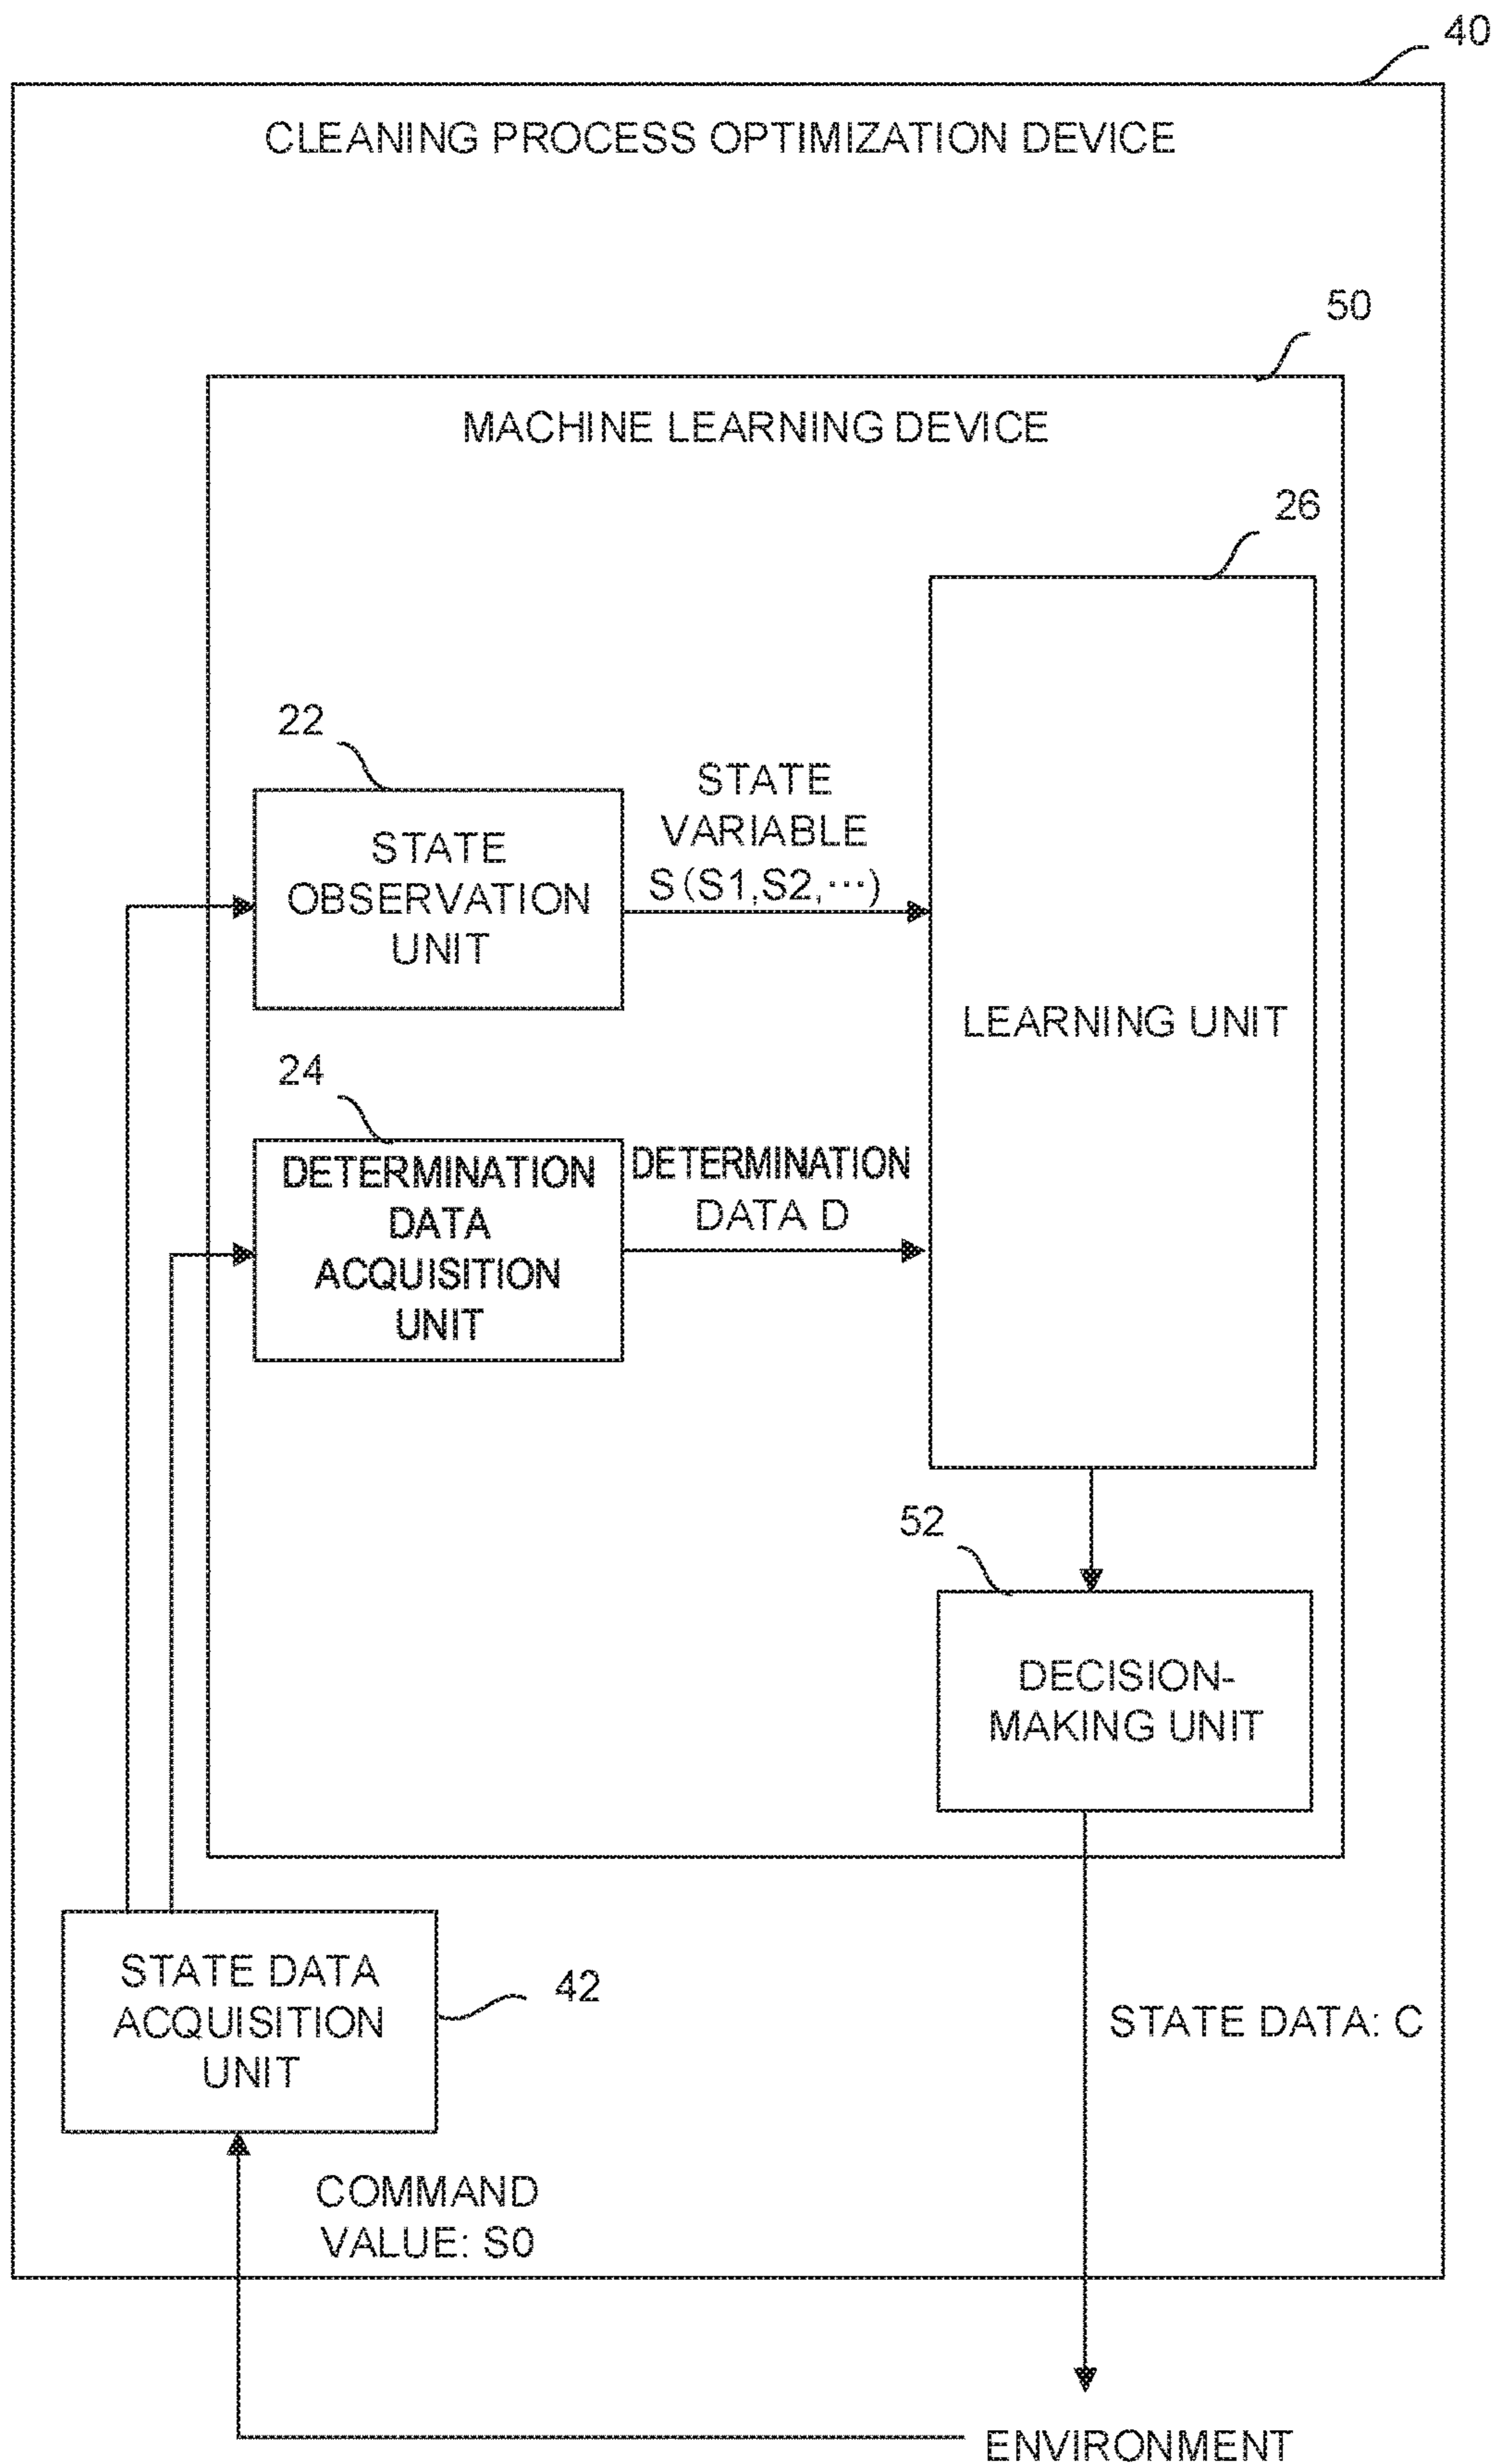 40
CLEANING PROCESS OPTIMIZATION DEVICE
50
MACHINE LEARNING DEVICE
26
22
STATE
OBSERVATION
UNIT
STATE
VARIABLE
S(S1,S2,···)
LEARNING UNIT
24
DETERMINATION
DATA
ACQUISITION
UNIT
DETERMINATION
DATA D
52
DECISION-
MAKING UNIT
STATE DATA
ACQUISITION
UNIT
42
STATE DATA: C
COMMAND
VALUE: S0
ENVIRONMENT